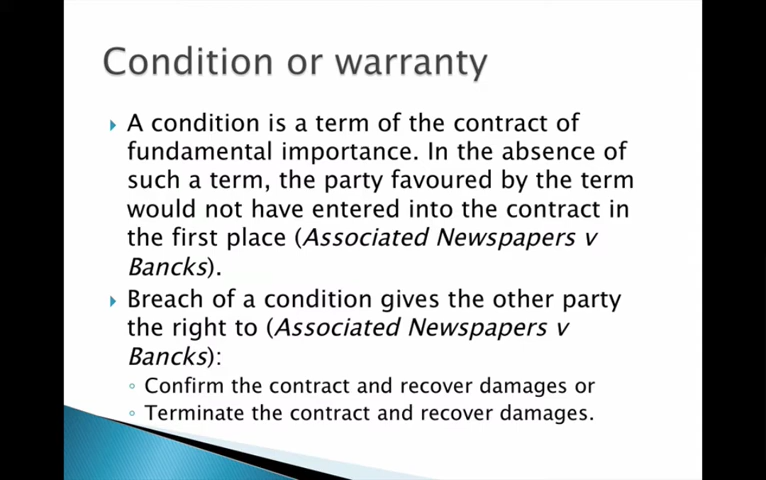 Condition or warranty
A condition is a term of the contract of
fundamental importance. In the absence of
such a term, the party favoured by the term
would not have entered into the contract in
the first place (Associated Newspapers v
Bancks).
Breach of a condition gives the other party
the right to (Associated Newspapers v
Bancks):
Confirm the contract and recover damages or
Terminate the contract and recover damages.